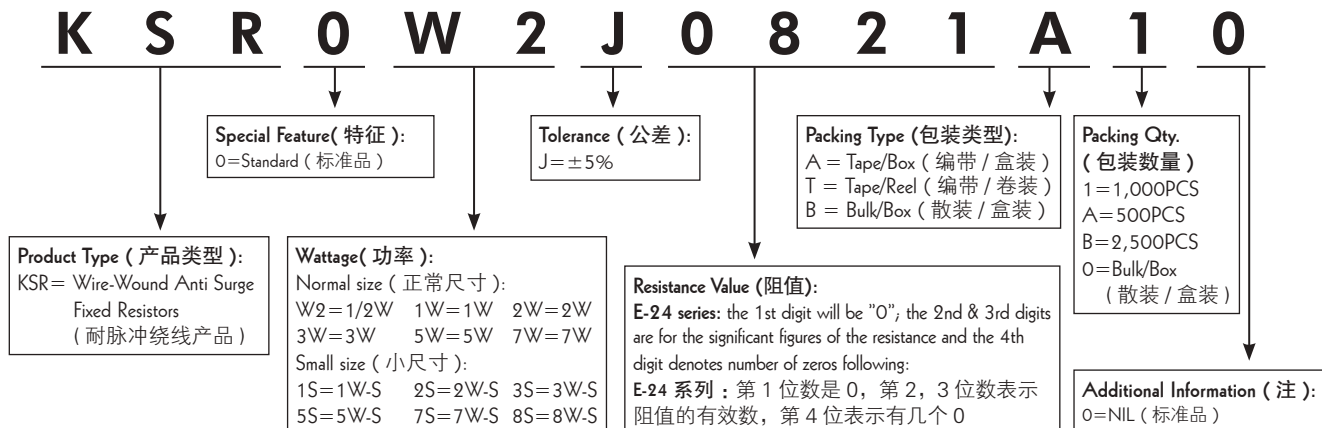 K S R 0 W 2 J 0 8 2 1 A 1 0
Special Feature( 特征 ):
0=Standard ( 标准品 )
Tolerance ( 公差 ):
J=±5%
Packing Type (包装类型):
A = Tape/Box ( 编带 / 盒装 )
T = Tape/Reel ( 编带 / 卷装 )
B = Bulk/Box ( 散装 / 盒装 )
Packing Qty.
( 包装数量 )
1=1,000PCS
A=500PCS
B=2,500PCS
0=Bulk/Box
( 散装 / 盒装 )
Product Type ( 产品类型 ):
KSR= Wire-Wound Anti Surge
Fixed Resistors
( 耐脉冲绕线产品 )
Wattage( 功率 ):
Normal size ( 正常尺寸 ):
W2=1/2W 1W=1W 2W=2W
3W=3W 5W=5W 7W=7W
Small size ( 小尺寸 ):
1S=1W-S 2S=2W-S 3S=3W-S
5S=5W-S 7S=7W-S 8S=8W-S
Resistance Value (阻值):
E-24 series: the 1st digit will be "0"; the 2nd & 3rd digits
are for the significant figures of the resistance and the 4th
digit denotes number of zeros following:
E-24 系列 : 第 1 位数是 0, 第 2, 3 位数表示
阻值的有效数, 第 4 位表示有几个 0
Additional Information ( 注 ):
0=NIL ( 标准品 )